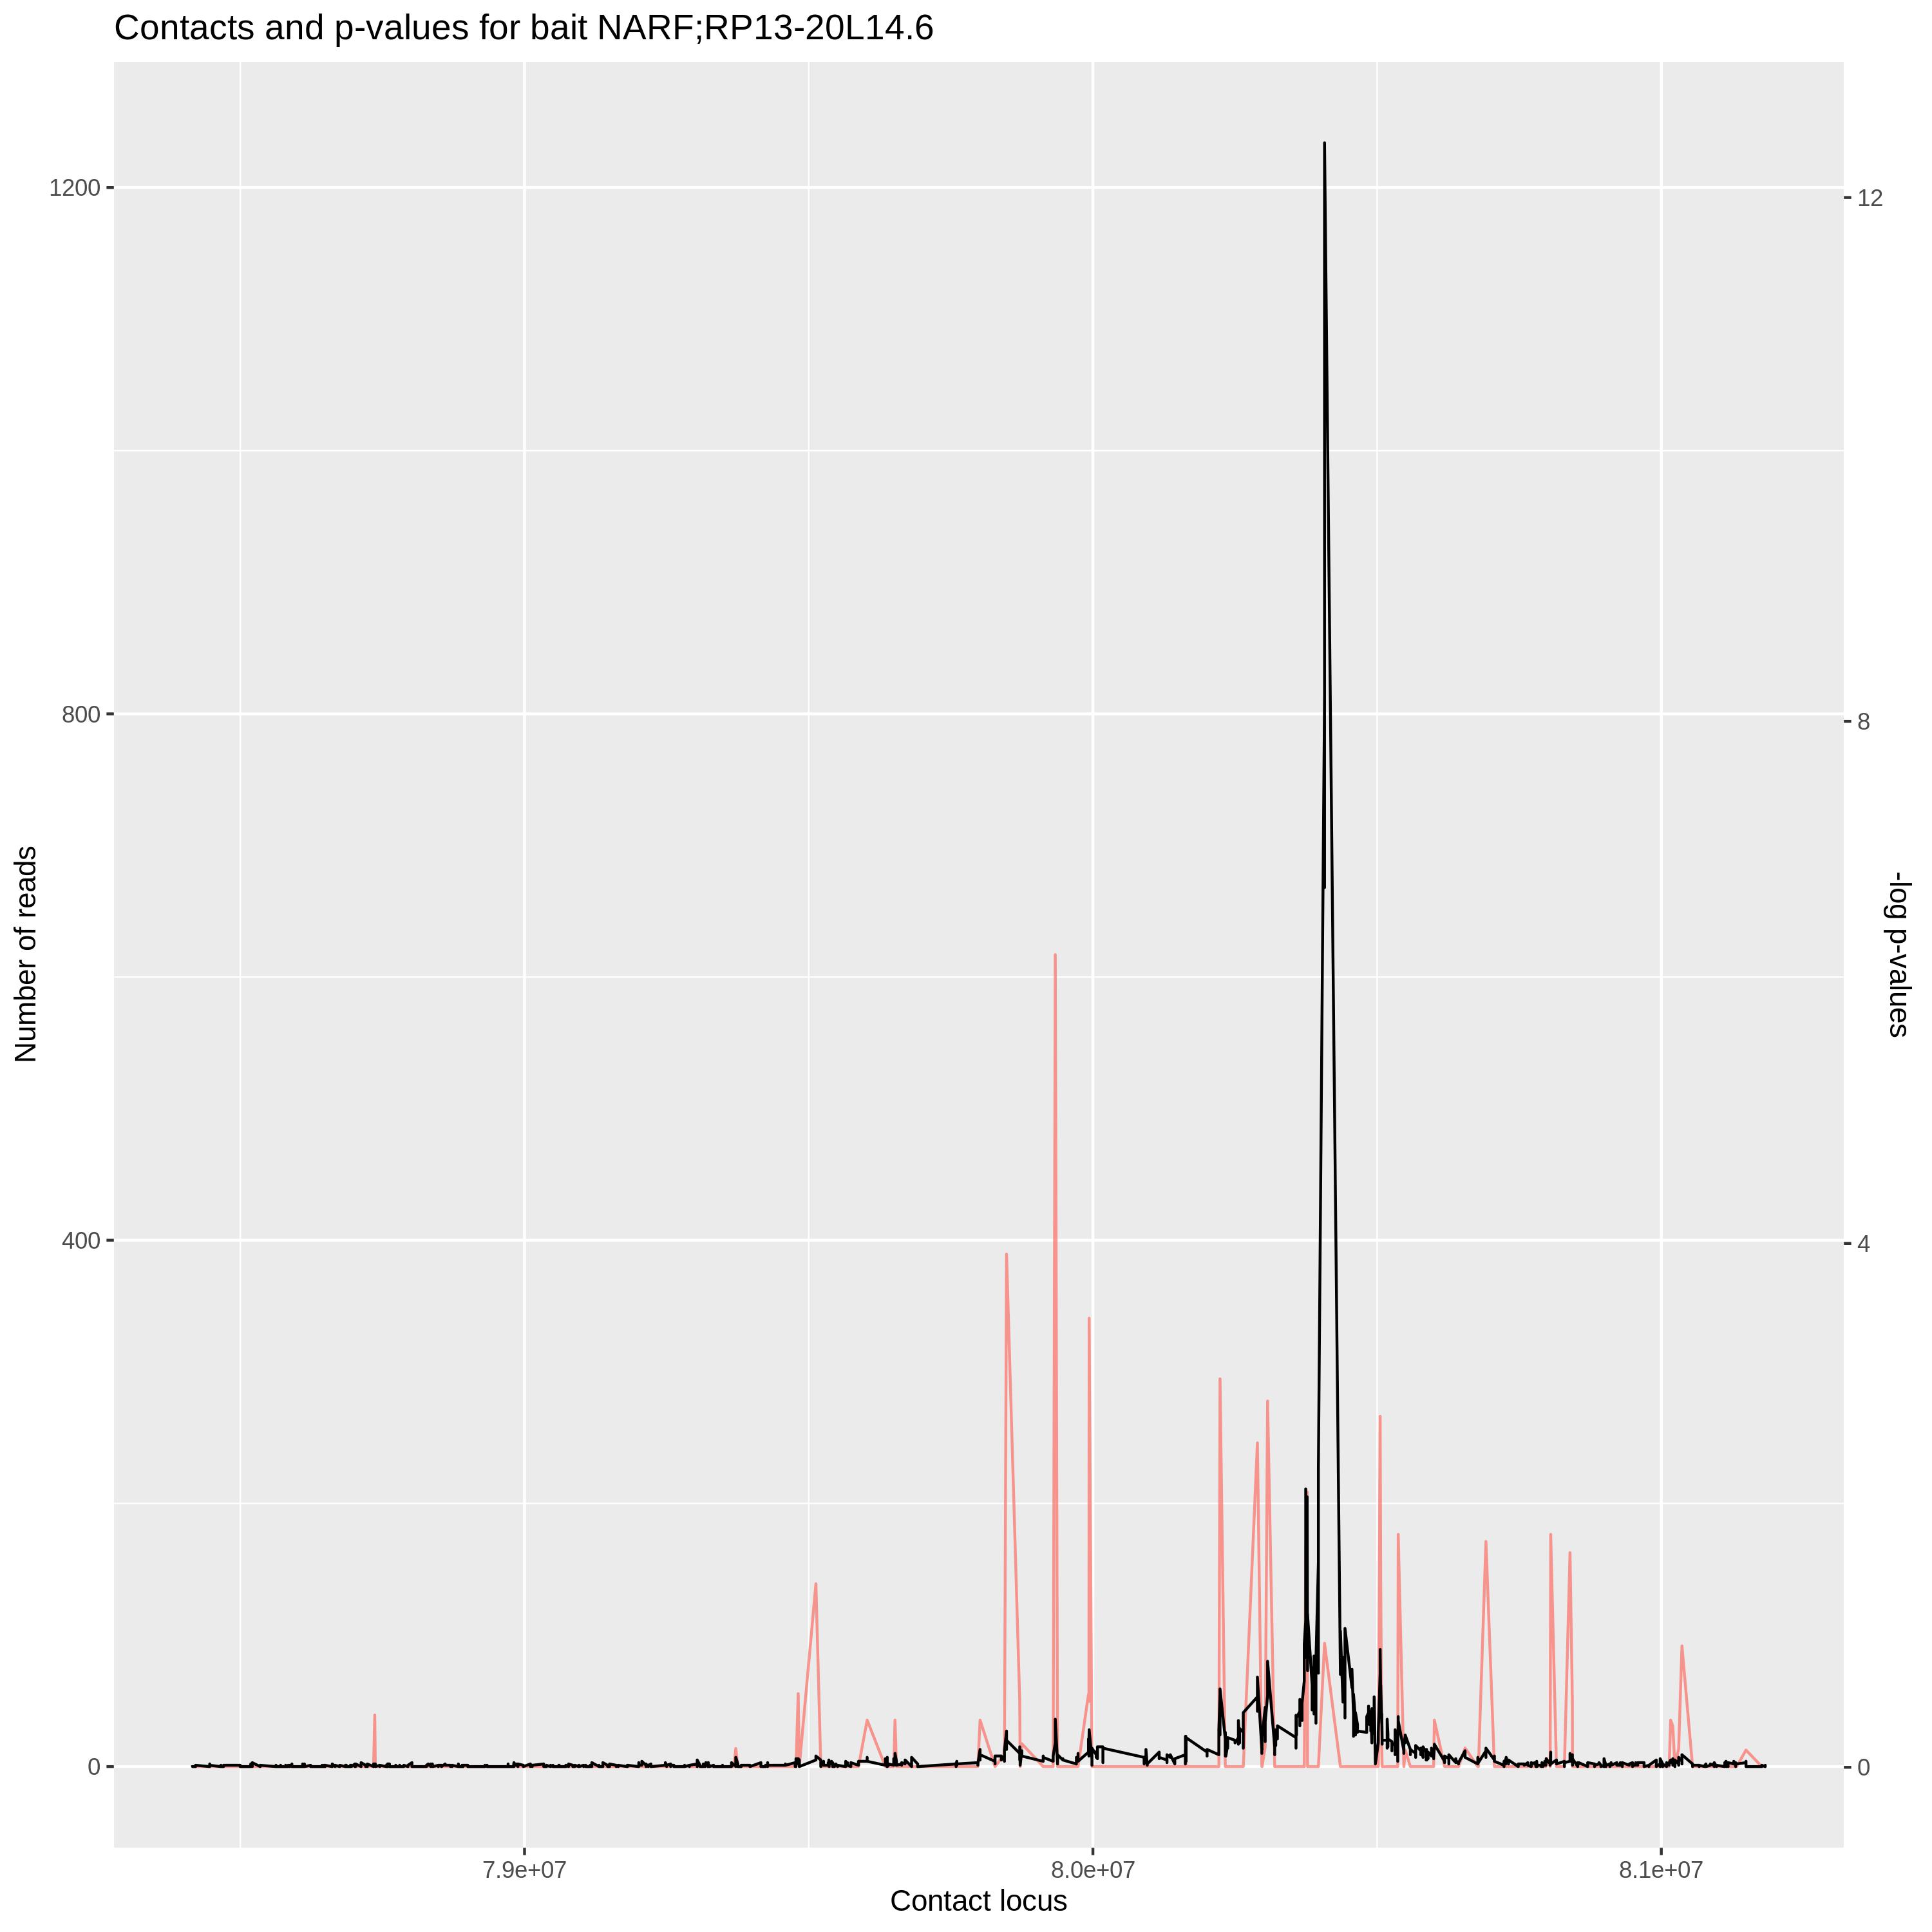 Contacts and p-values for bait NARF;RP13-20L14.6
1200
800
400
0
Number of reads
12
8
4
0
-log p-values
7.9e+07
8.0e+07
8.1e+07
Contact locus